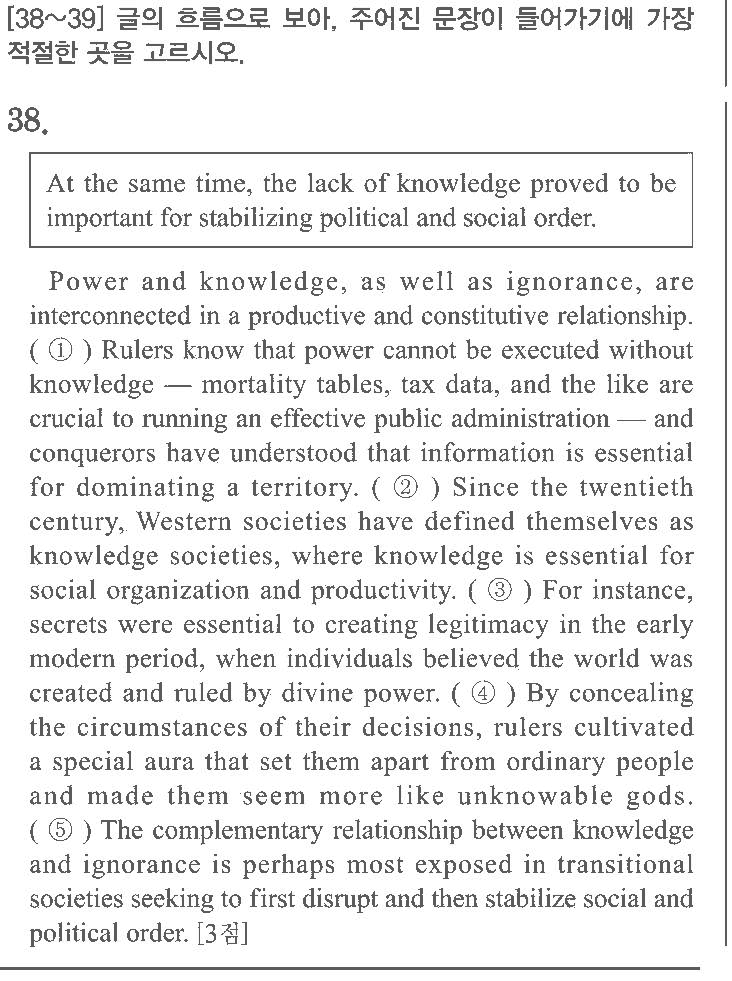 [38～39] 글의 흐름으로 보아, 주어진 문장이 들어가기에 가장
적절한 곳을 고르시오.
38.
At the same time, the lack of knowledge proved to be
important for stabilizing political and social order.
Power and knowledge, as well as ignorance, are
interconnected in a productive and constitutive relationship.
( ① ) Rulers know that power cannot be executed without
knowledge — mortality tables, tax data, and the like are
crucial to running an effective public administration — and
conquerors have understood that information is essential
for dominating a territory. ( ② ) Since the twentieth
century, Western societies have defined themselves as
knowledge societies, where knowledge is essential for
social organization and productivity. ( ③ ) For instance,
secrets were essential to creating legitimacy in the early
modern period, when individuals believed the world was
created and ruled by divine power. ( ④ ) By concealing
the circumstances of their decisions, rulers cultivated
a special aura that set them apart from ordinary people
and made them seem more like unknowable gods.
( ⑤ ) The complementary relationship between knowledge
and ignorance is perhaps most exposed in transitional
societies seeking to first disrupt and then stabilize social and
political order. [3점]